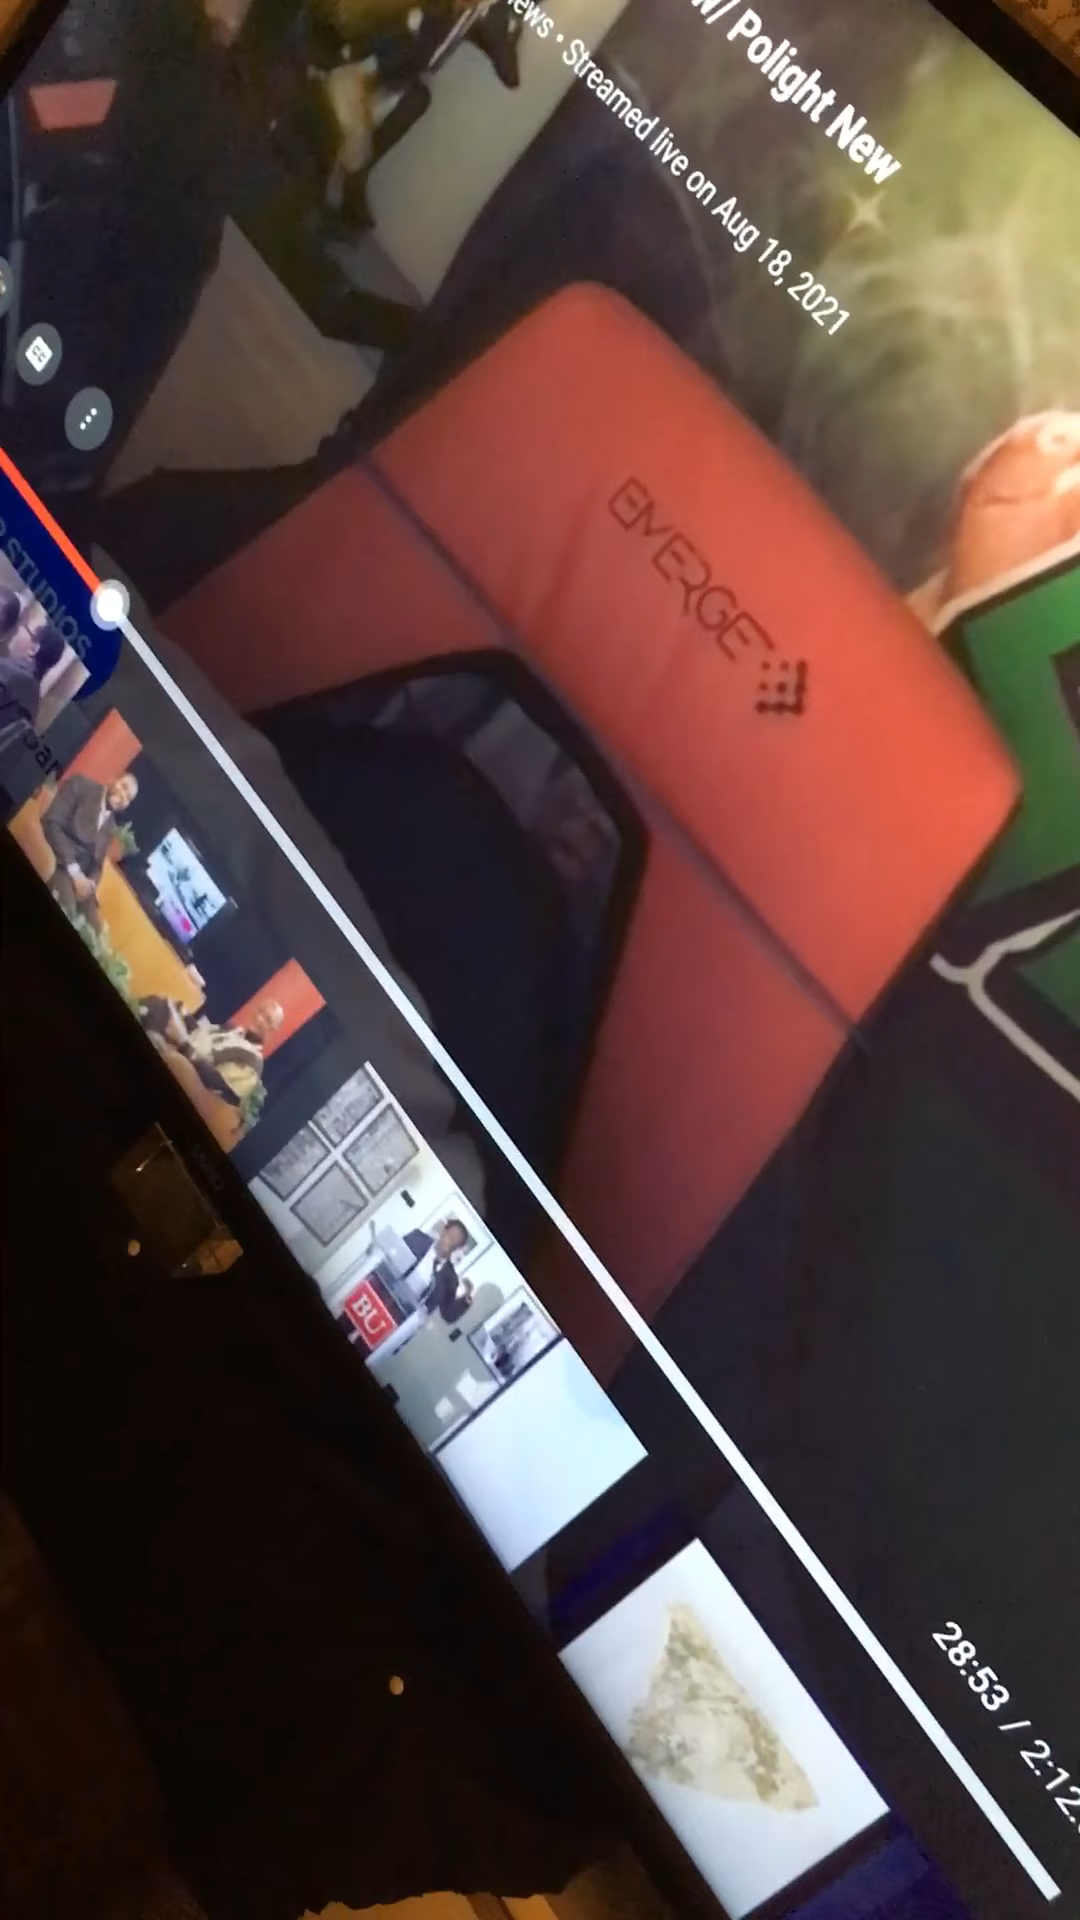 w/ Polight New
ews • Streamed live on Aug 18, 2021
EMERGE
STUDIOS
BU
28:53 / 2:12: